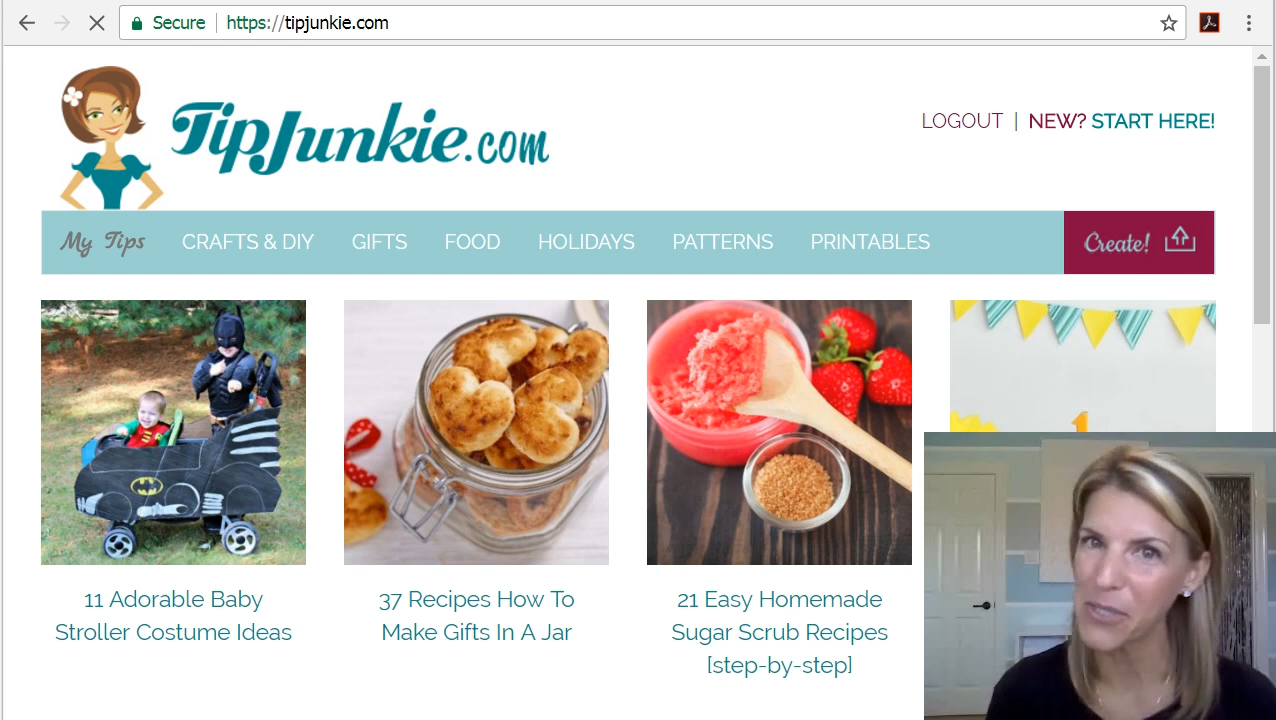 Secure
https://tipjunkie.com
TipJunkie.com
LOGOUT | NEW? START HERE!
My Tips CRAFTS & DIY GIFTS FOOD HOLIDAYS PATTERNS PRINTABLES Create!
1
11 Adorable Baby
Stroller Costume Ideas
37 Recipes How To
Make Gifts In A Jar
21 Easy Homemade
Sugar Scrub Recipes
[step-by-step]